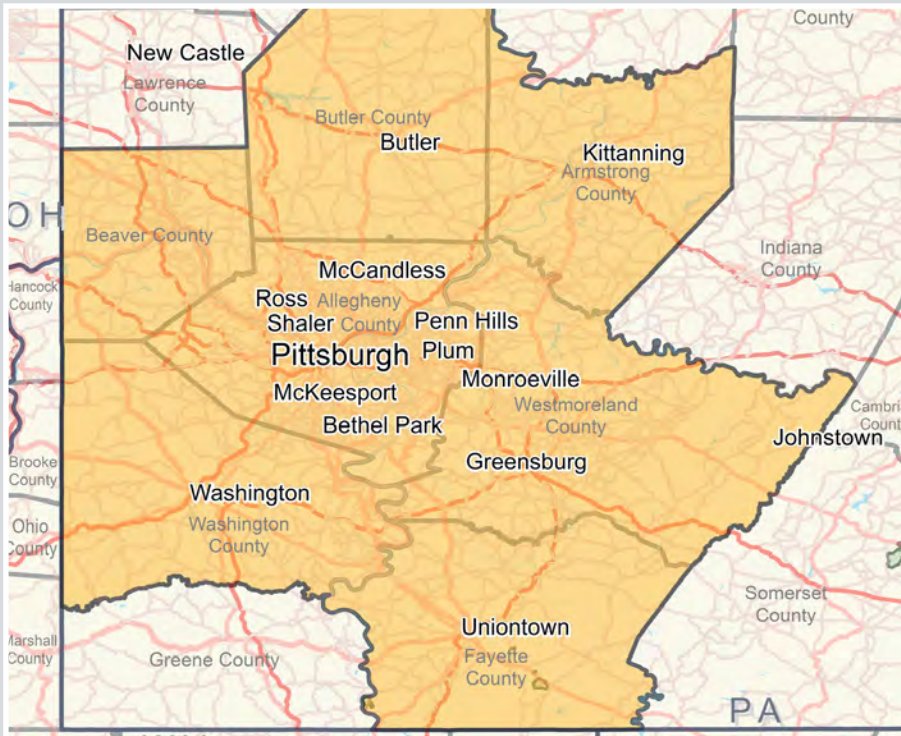 County
New Castle
Lawrence
County
Butler County
Butler
Kittanning
Armstrong
County
OH
Beaver County
Indiana
County
Hancock
County
McCandless
Ross
Allegheny
County
Shaler
Penn Hills
Pittsburgh
Plum
Monroeville
McKeesport
Westmoreland
County
Bethel Park
Cambri
Count
Johnstown
Greensburg
Brooke
County
Washington
Washington
County
Ohio
County
Somerset
County
Uniontown
Fayette
County
Marshall
County
Greene County
PA